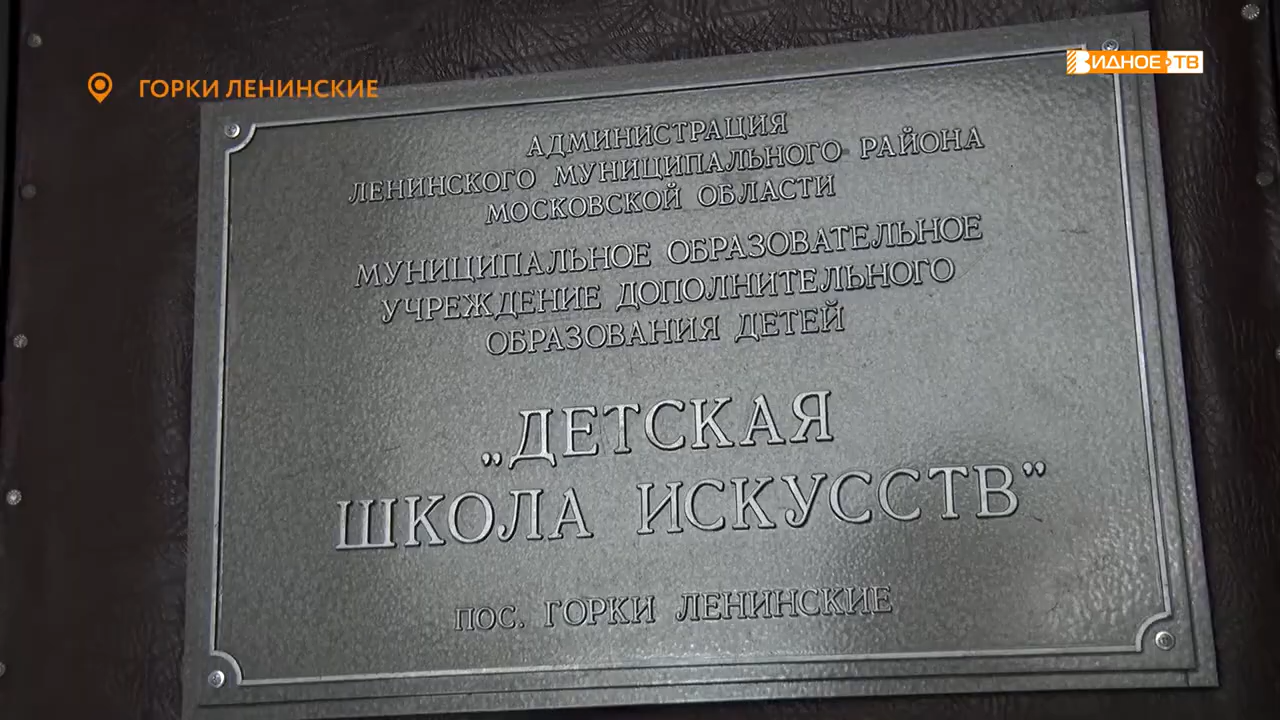 ГОРКИ ЛЕНИНСКИЕ
ВИДНОЕ ТВ
АДМИНИСТРАЦИЯ
ЛЕНИНСКОГО МУНИЦИПАЛЬНОГО РАЙОНА
МОСКОВСКОЙ ОБЛАСТИ
МУНИЦИПАЛЬНОЕ ОБРАЗОВАТЕЛЬНОЕ
УЧРЕЖДЕНИЕ ДОПОЛНИТЕЛЬНОГО
ОБРАЗОВАНИЯ ДЕТЕЙ
„ДЕТСКАЯ
ШКОЛА ИСКУССТВ"
ПОС. ГОРКИ ЛЕНИНСКИЕ